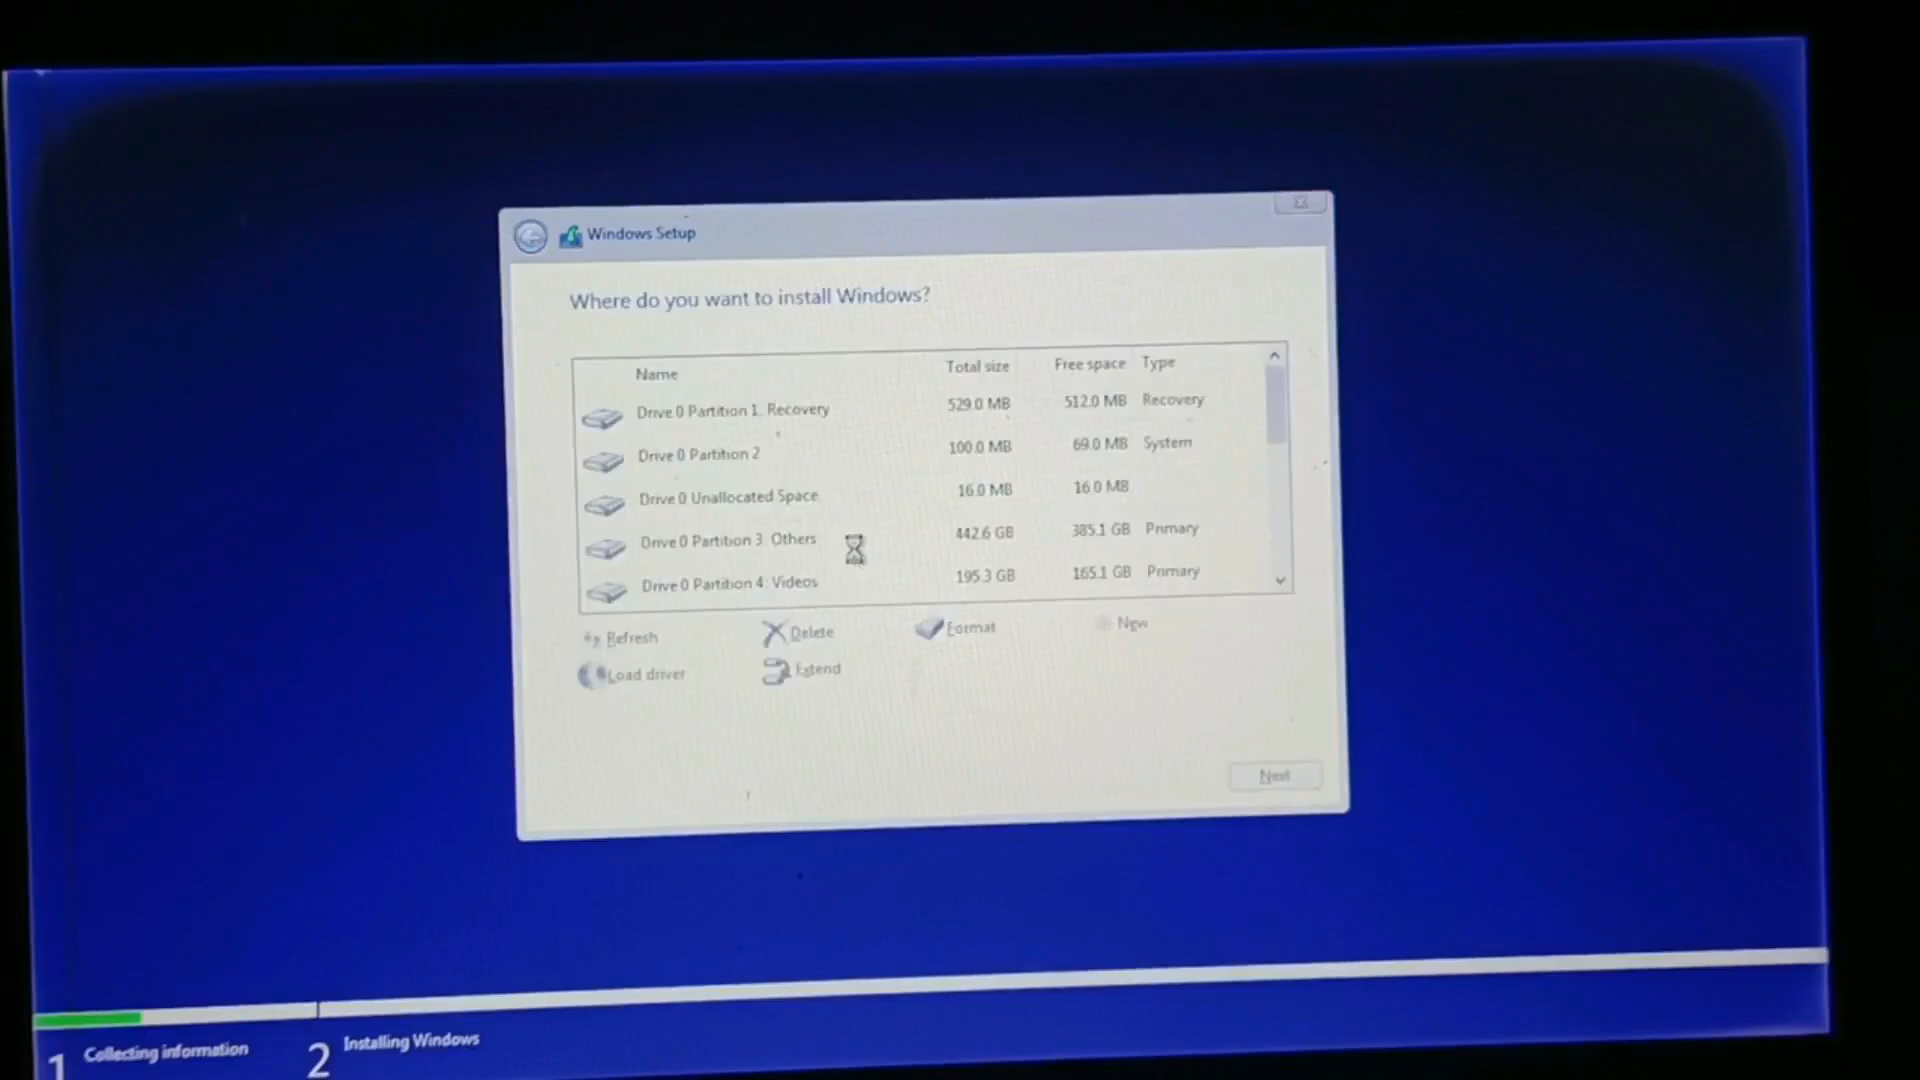 Windows Setup
Where do you want to install Windows?
Name Total size Free space Type
Drive 0 Partition 1: Recovery 529.0 MB 512.0 MB Recovery
Drive 0 Partition 2 100.0 MB 69.0 MB System
Drive 0 Unallocated Space 16.0 MB 16.0 MB
Drive 0 Partition 3: Others 442.6 GB 385.1 GB Primary
Drive 0 Partition 4: Videos 195.3 GB 165.1 GB Primary
Refresh Delete Format New
Load driver Extend
Next
1 Collecting information 2 Installing Windows